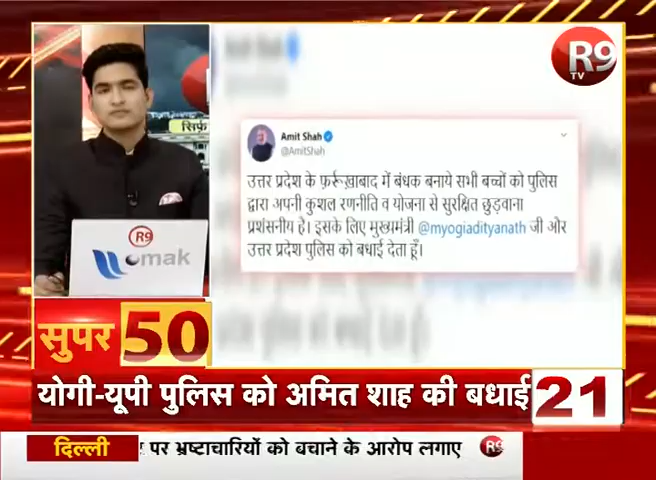 R9
TV
सिर्फ़
Amit Shah
Amit Shah
@AmitShah
उत्तर प्रदेश के फ़र्रूख़ाबाद में बंधक बनाये सभी बच्चों को पुलिस
द्वारा अपनी कुशल रणनीति व योजना से सुरक्षित छुड़वाना
प्रशंसनीय है। इसके लिए मुख्यमंत्री @myogiadityanath जी और
उत्तर प्रदेश पुलिस को बधाई देता हूँ।
R9
omak
सुपर 50
योगी-यूपी पुलिस को अमित शाह की बधाई 21
दिल्ली पर भ्रष्टाचारियों को बचाने के आरोप लगाए R9